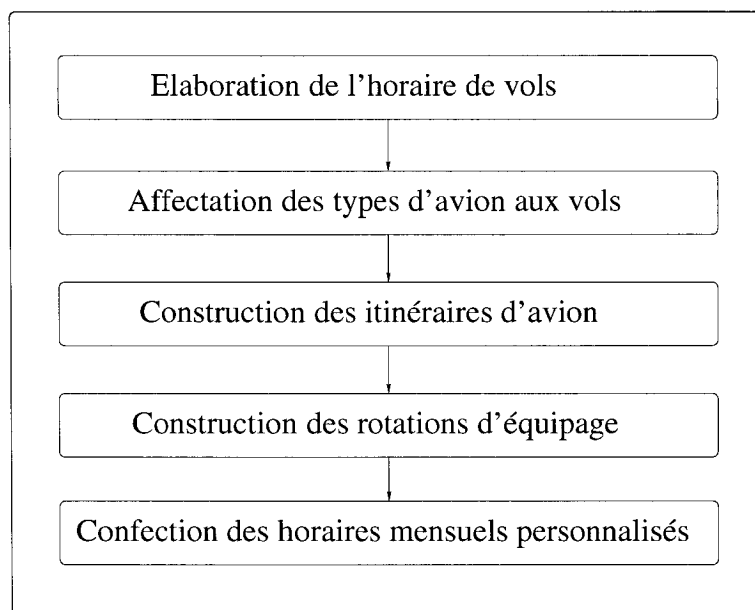 Elaboration de l'horaire de vols
Affectation des types d'avion aux vols
Construction des itinéraires d'avion
Construction des rotations d'équipage
Confection des horaires mensuels personnalisés